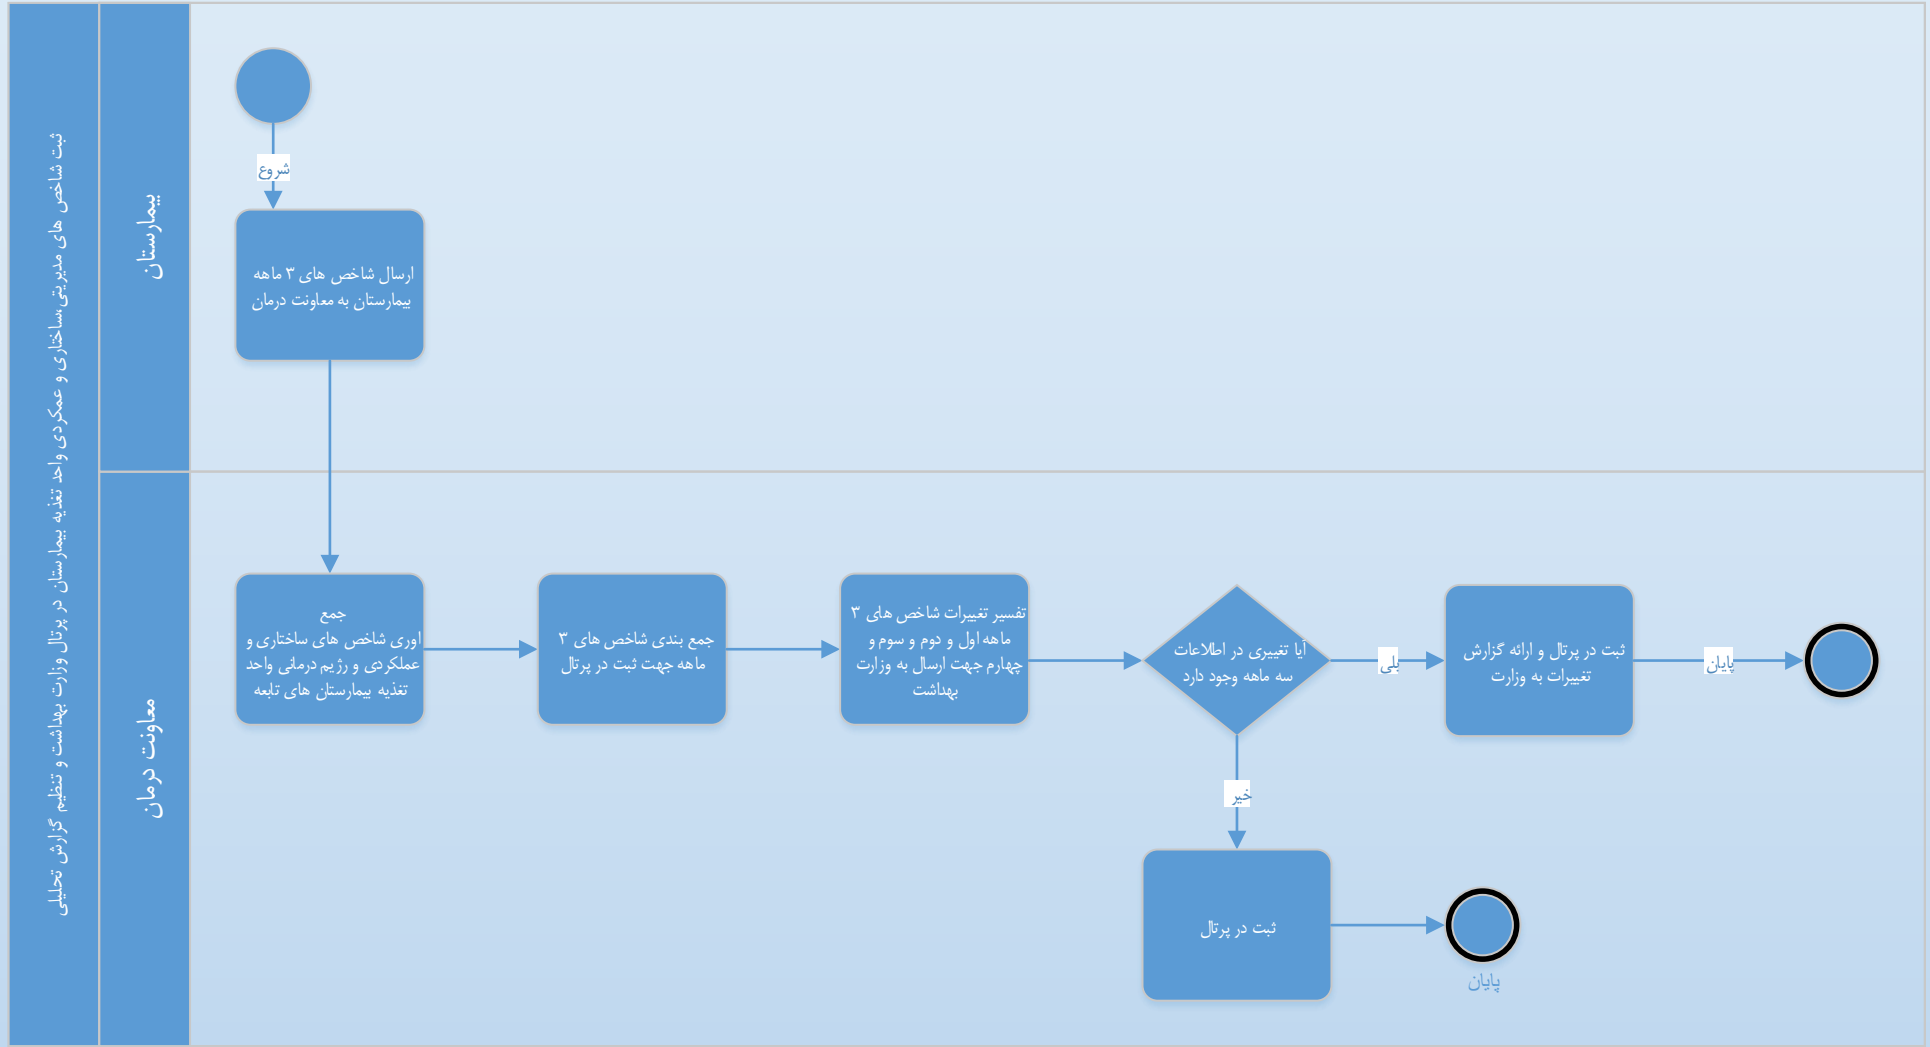 ثبت شاخص های مدیریتی،ساختاری و عمکردی واحد تغذیه بیمارستان در پرتال وزارت بهداشت و تنظیم گزارش تحلیلی
بیمارستان
شروع
ارسال شاخص های ۳ ماهه
بیمارستان به معاونت درمان
معاونت درمان
جمع
اوری شاخص های ساختاری و
عملکردی و رژیم درمانی واحد
تغذیه بیمارستان های تابعه
جمع بندی شاخص های ۳
ماهه جهت ثبت در پرتال
تفسیر تغییرات شاخص های ۳
ماهه اول و دوم و سوم و
چهارم جهت ارسال به وزارت
بهداشت
آیا تغییری در اطلاعات
سه ماهه وجود دارد
بلی
ثبت در پرتال و ارائه گزارش
تغییرات به وزارت
پایان
خیر
ثبت در پرتال
پایان